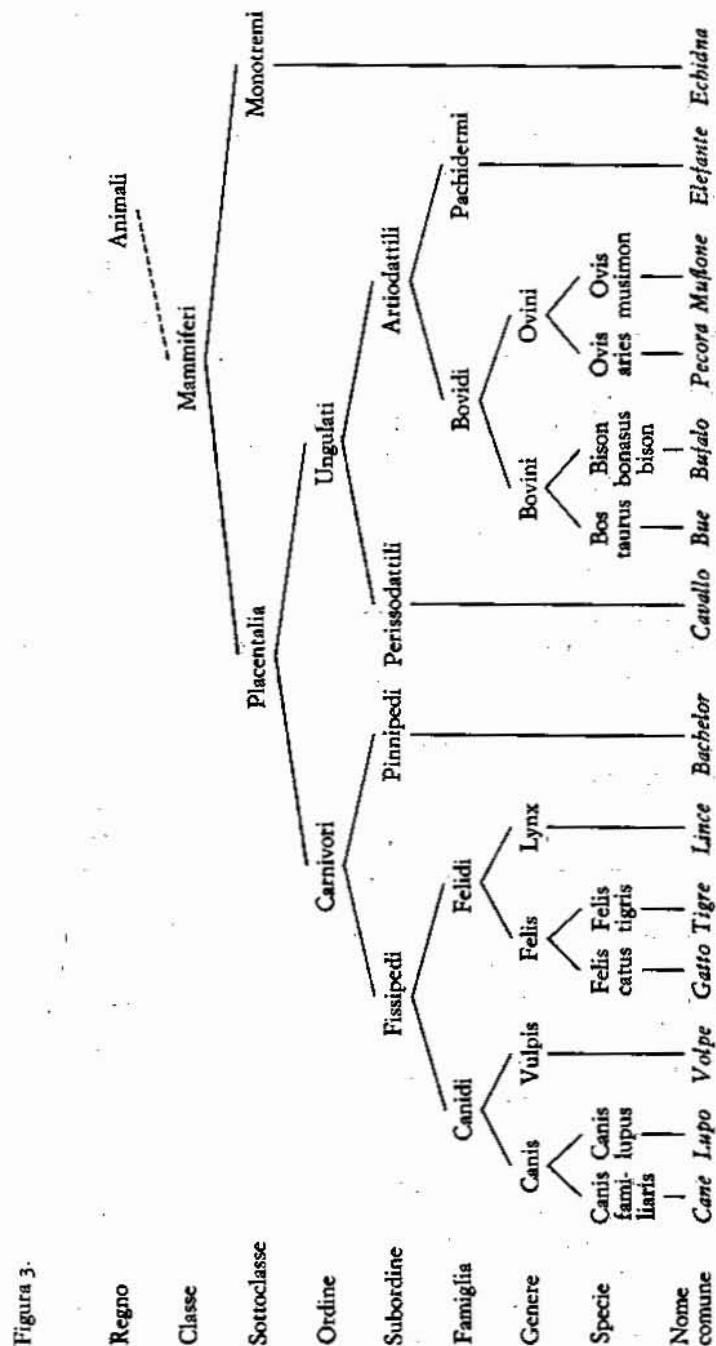 Figura 3.
Regno
Animali
Classe
Mammiferi
Sottoclasse
Placentalia Monotremi
Ordine
Carnivori Ungulati
Subordine
Fissipedi Pinnipedi Perissodattili Artiodattili
Famiglia
Canidi Felidi Bovidi Pachidermi
Genere
Canis Vulpis Felis Lynx Bovini Ovini
Specie
Canis fami-liaris
Canis lupus
Felis catus
Felis tigris
Bos taurus
Bison bonasus bison
Ovis aries
Ovis musimon
Nome comune
Cane Lupo Volpe Gatto Tigre Lince Bachelor Cavallo Bue Bufalo Pecora Muflone Elefante Echidna